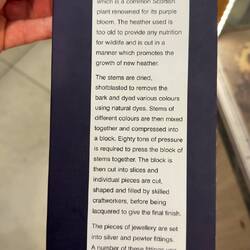 which is a common Scottish
plant renowned for its purple
bloom. The heather used is
too old to provide any nutrition
for wildlife and is cut in a
manner which promotes the
growth of new heather.
The stems are dried,
shotblasted to remove the
bark and dyed various colours
using natural dyes. Stems of
different colours are then mixed
together and compressed into
a block. Eighty tons of pressure
is required to press the block of
stems together. The block is
then cut into slices and
individual pieces are cut,
shaped and filled by skilled
craftworkers, before being
lacquered to give the final finish.
The pieces of jewellery are set
into silver and pewter fittings.
A number of these fittings